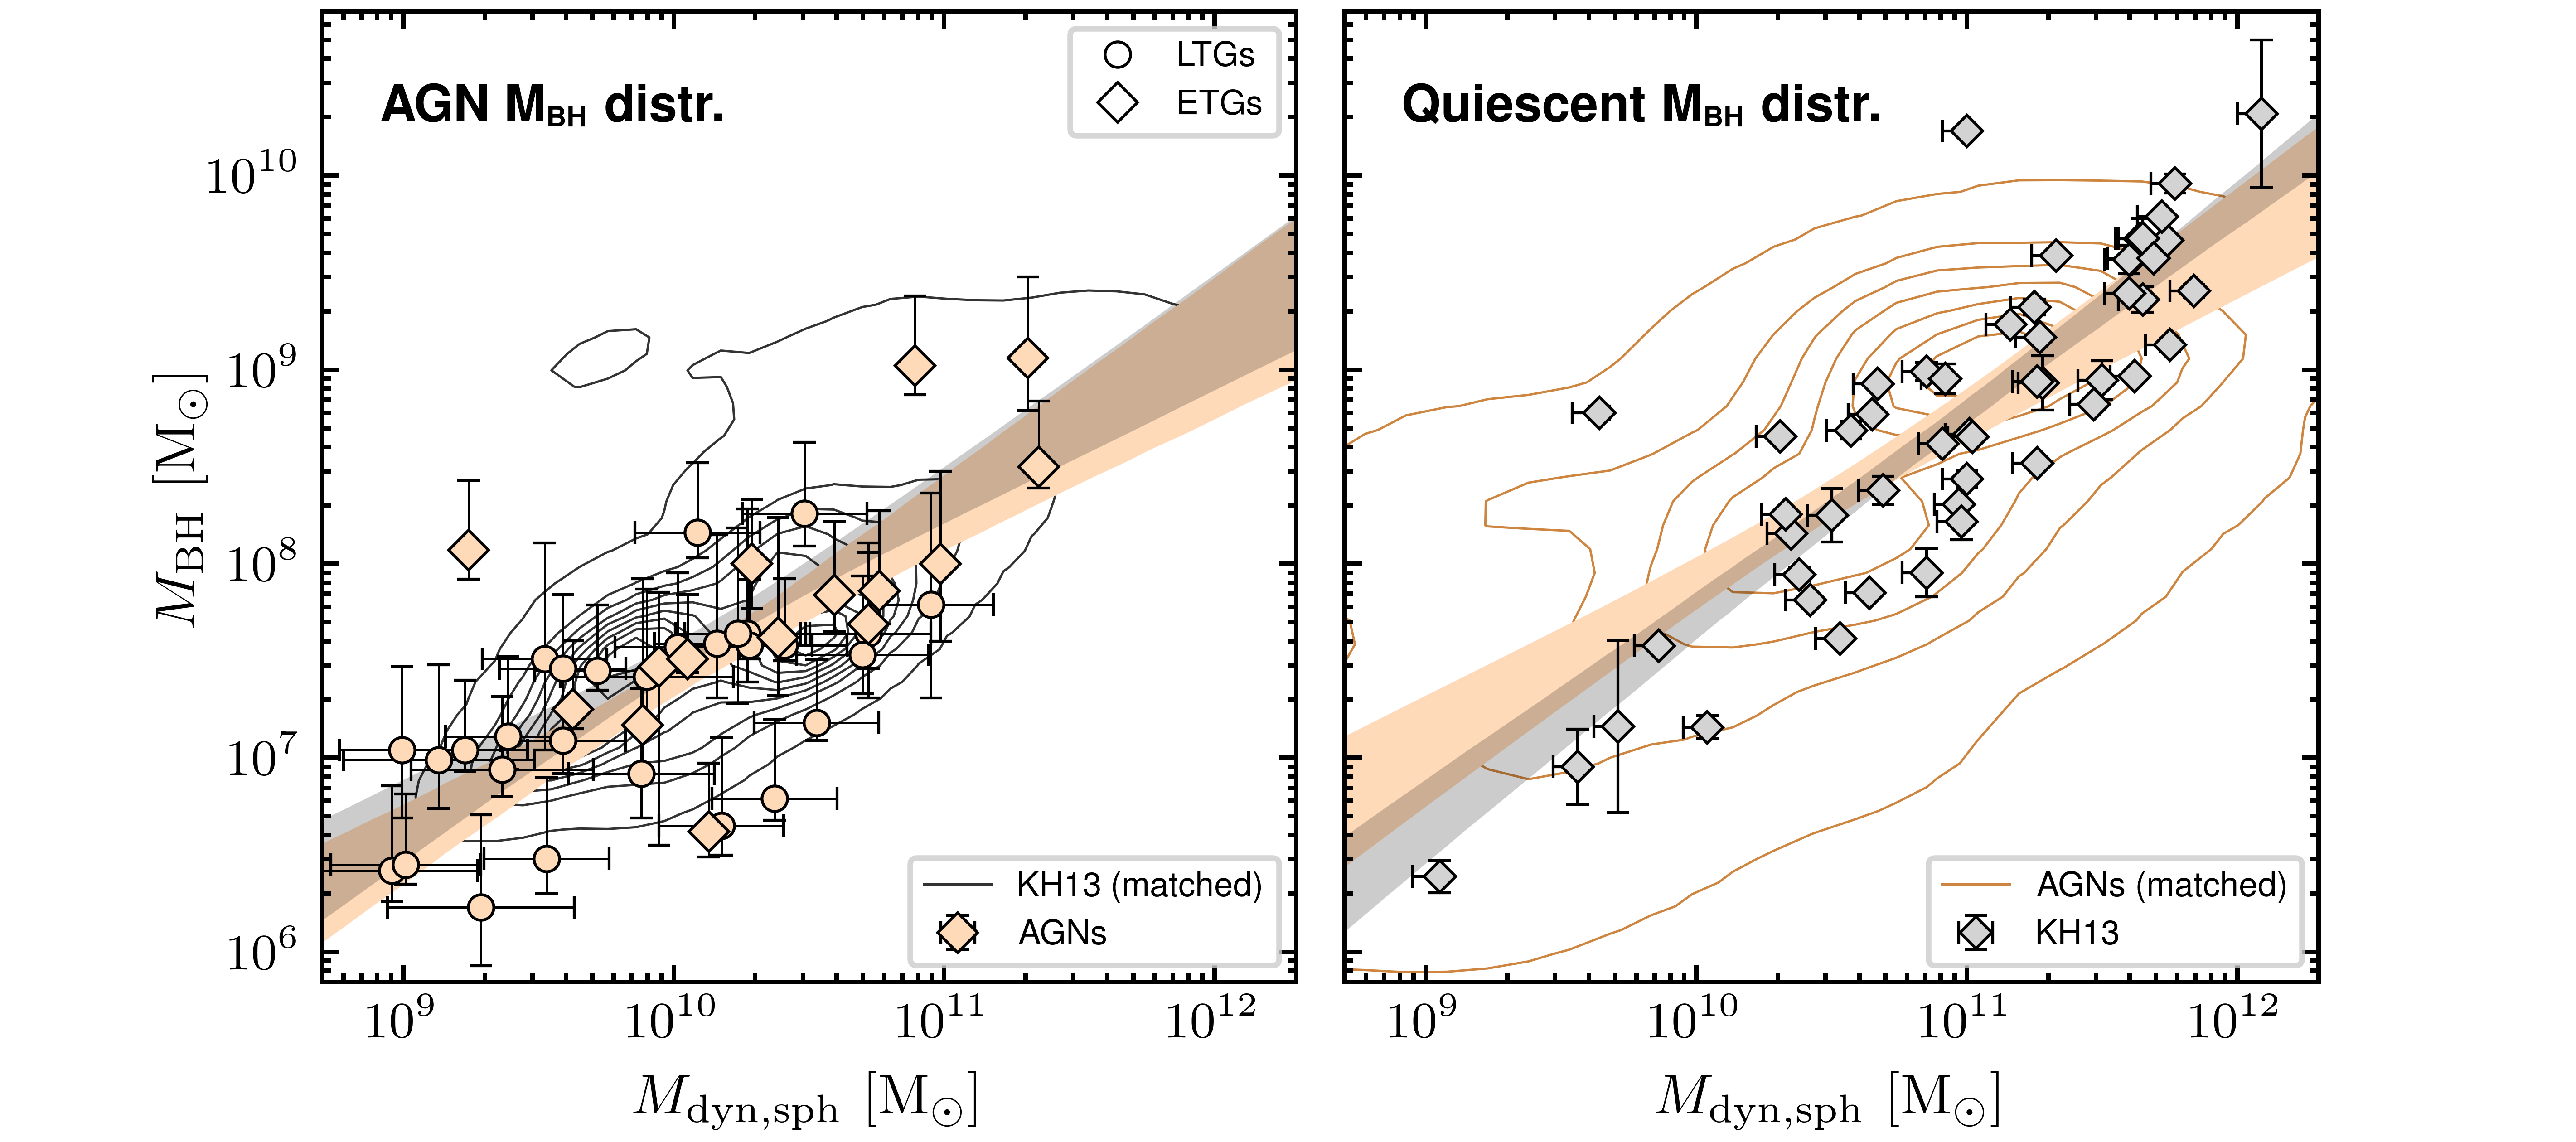 AGN M_BH distr.
LTGs
ETGs
10^10
10^9
10^8
10^7
10^6
M_BH [M_⊙]
KH13 (matched)
AGNs
10^9 10^10 10^11 10^12
M_dyn,sph [M_⊙]
Quiescent M_BH distr.
AGNs (matched)
KH13
10^9 10^10 10^11 10^12
M_dyn,sph [M_⊙]